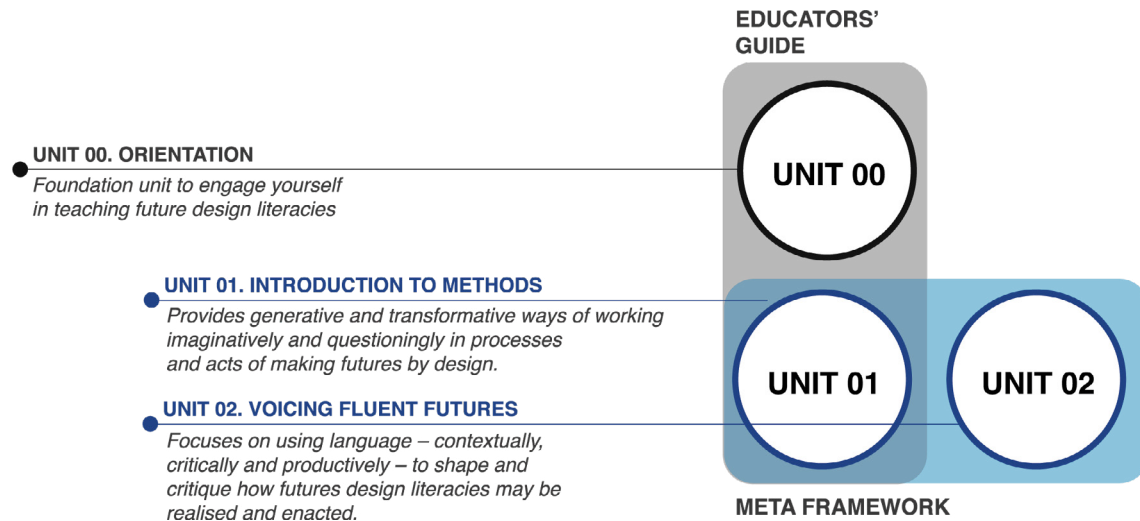 EDUCATORS'
GUIDE
UNIT 00
UNIT 00. ORIENTATION
Foundation unit to engage yourself
in teaching future design literacies
UNIT 01. INTRODUCTION TO METHODS
Provides generative and transformative ways of working
imaginatively and questioningly in processes
and acts of making futures by design.
UNIT 01
UNIT 02
UNIT 02. VOICING FLUENT FUTURES
Focuses on using language – contextually,
critically and productively – to shape and
critique how futures design literacies may be
realised and enacted.
META FRAMEWORK